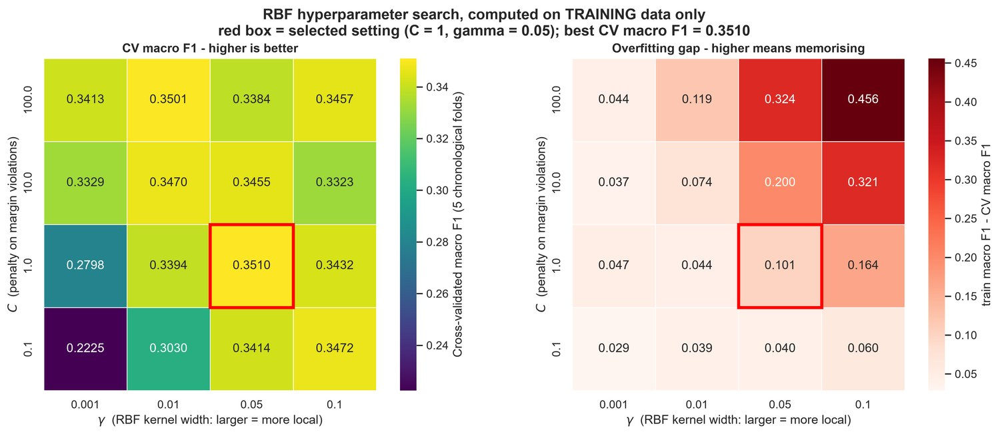 RBF hyperparameter search, computed on TRAINING data only
red box = selected setting (C = 1, gamma = 0.05); best CV macro F1 = 0.3510
CV macro F1 - higher is better
C (penalty on margin violations)
100.0
0.3413 0.3501 0.3384 0.3457
10.0
0.3329 0.3470 0.3455 0.3323
1.0
0.2798 0.3394 0.3510 0.3432
0.1
0.2225 0.3030 0.3414 0.3472
0.001 0.01 0.05 0.1
γ (RBF kernel width: larger = more local)
0.34
0.32
0.30
0.28
0.26
0.24
Cross-validated macro F1 (5 chronological folds)
Overfitting gap - higher means memorising
C (penalty on margin violations)
100.0
0.044 0.119 0.324 0.456
10.0
0.037 0.074 0.200 0.321
1.0
0.047 0.044 0.101 0.164
0.1
0.029 0.039 0.040 0.060
0.001 0.01 0.05 0.1
γ (RBF kernel width: larger = more local)
0.45
0.40
0.35
0.30
0.25
0.20
0.15
0.10
0.05
train macro F1 - CV macro F1